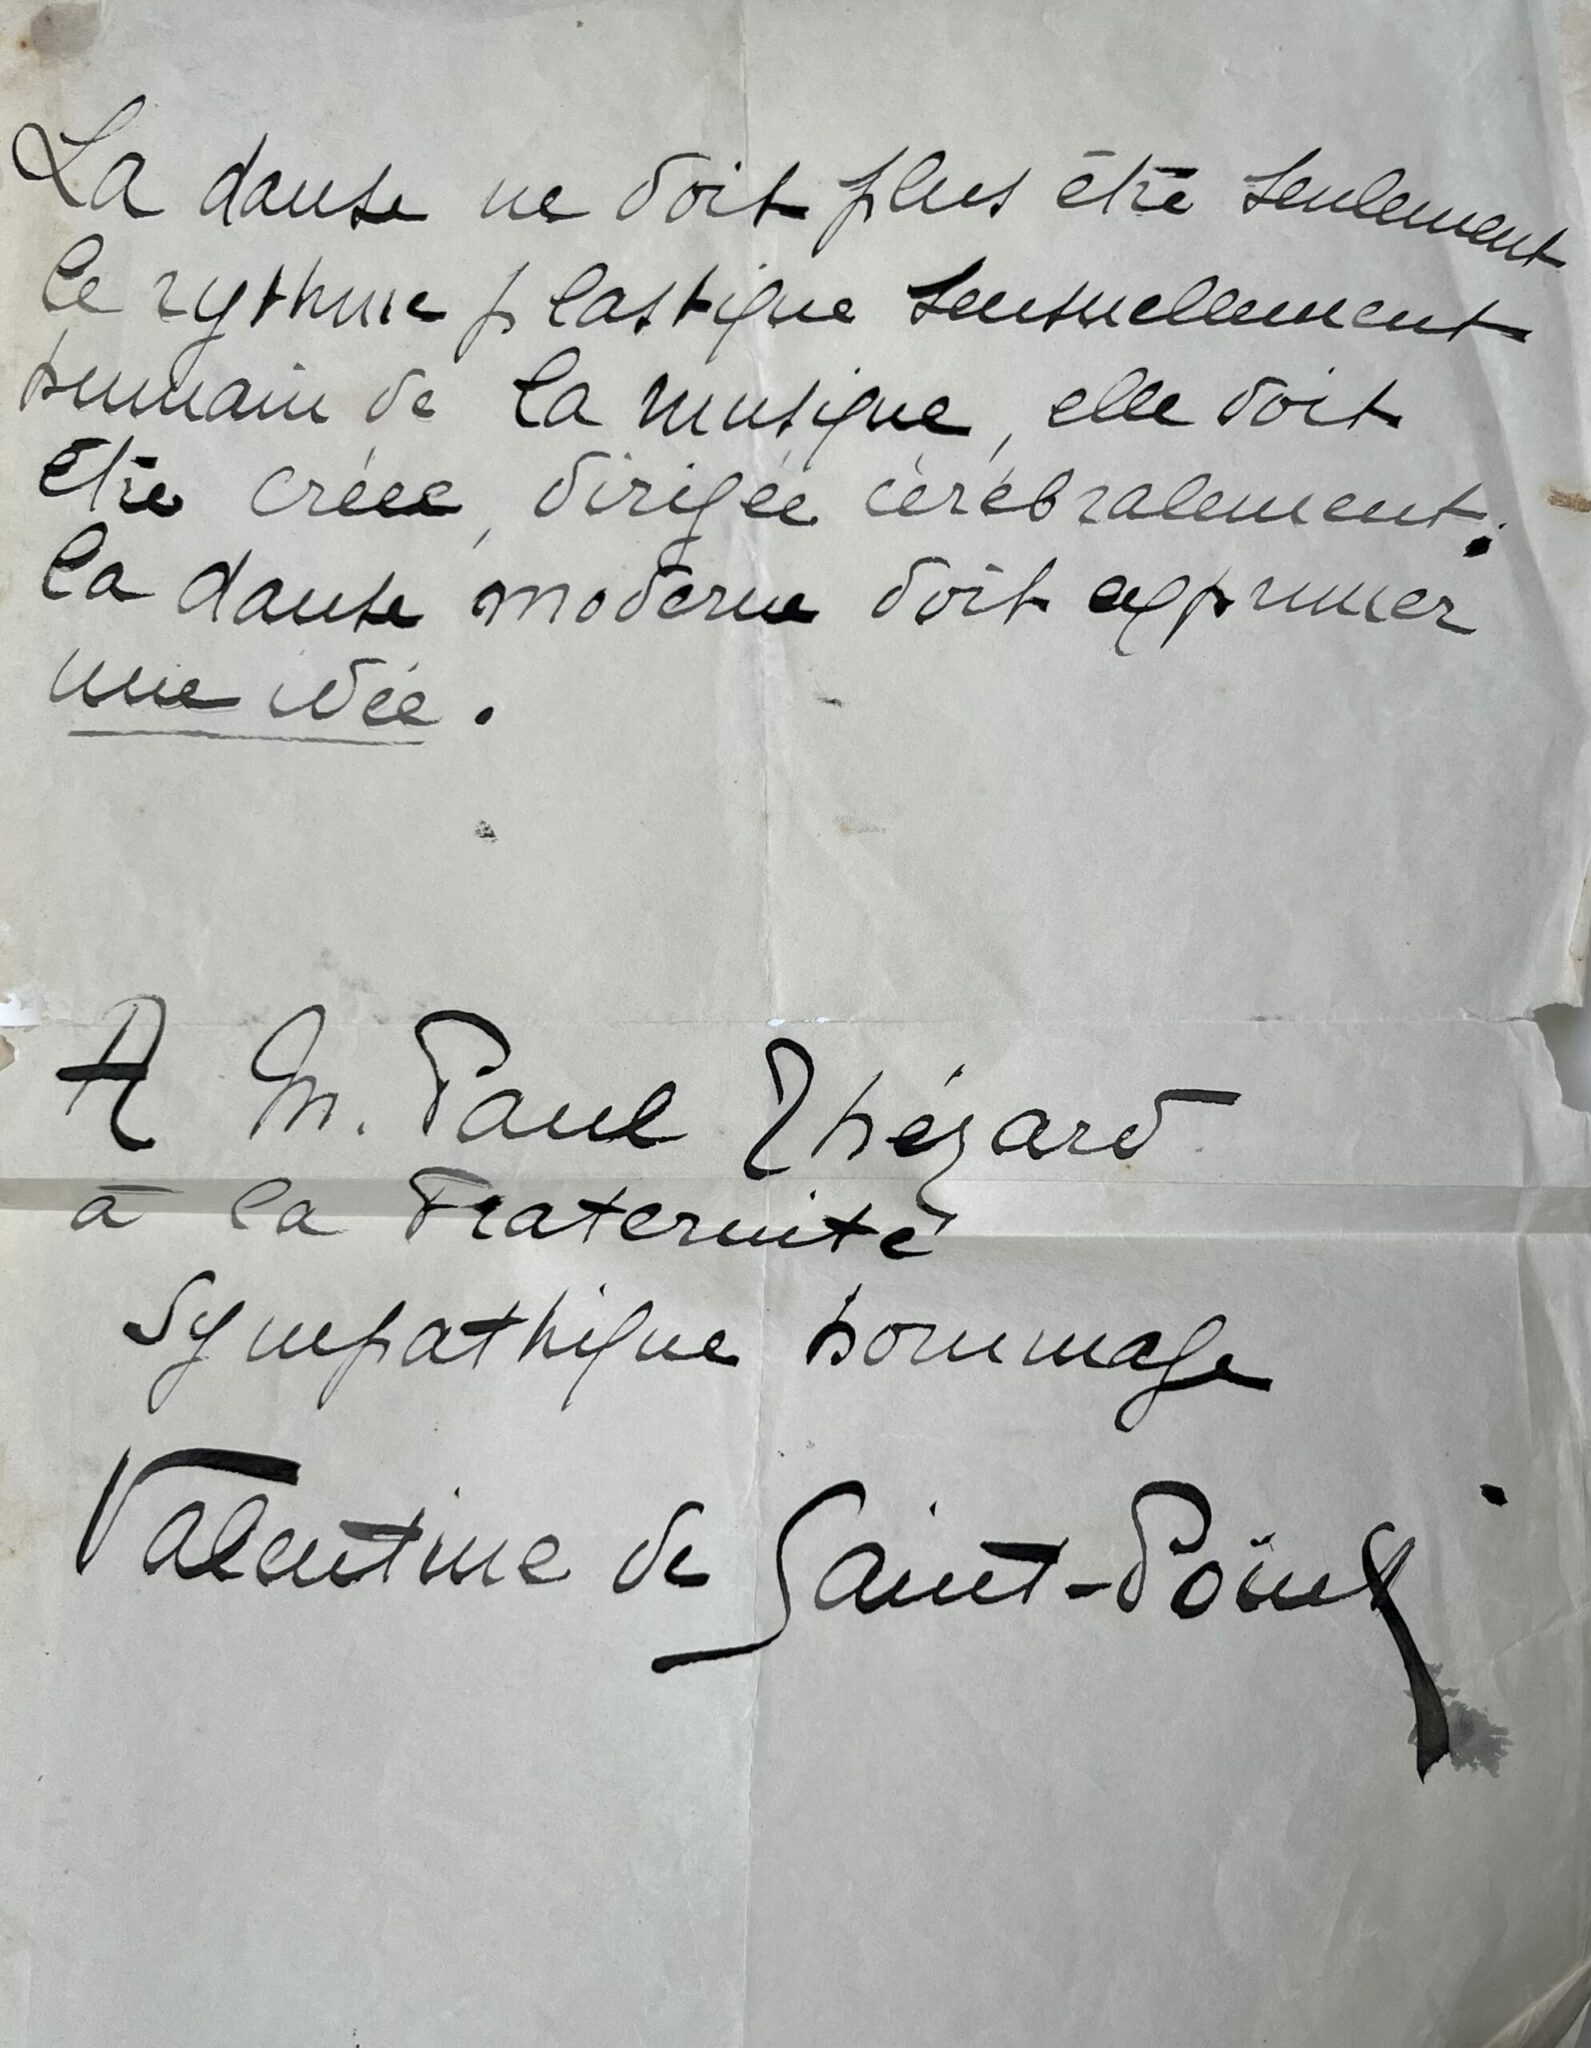 La danse ne doit plus être seulement
le rythme plastique sensuellement
humain de la musique, elle doit
être créée, dirigée cérébralement.
la danse moderne doit exprimer
une idée.
A M. Paul Thézard
à la Fraternité
Sympathique hommage
Valentine de Saint-Point